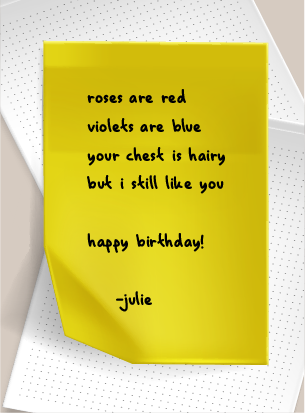 roses are red
violets are blue
your chest is hairy
but i still like you
happy birthday!
-julie